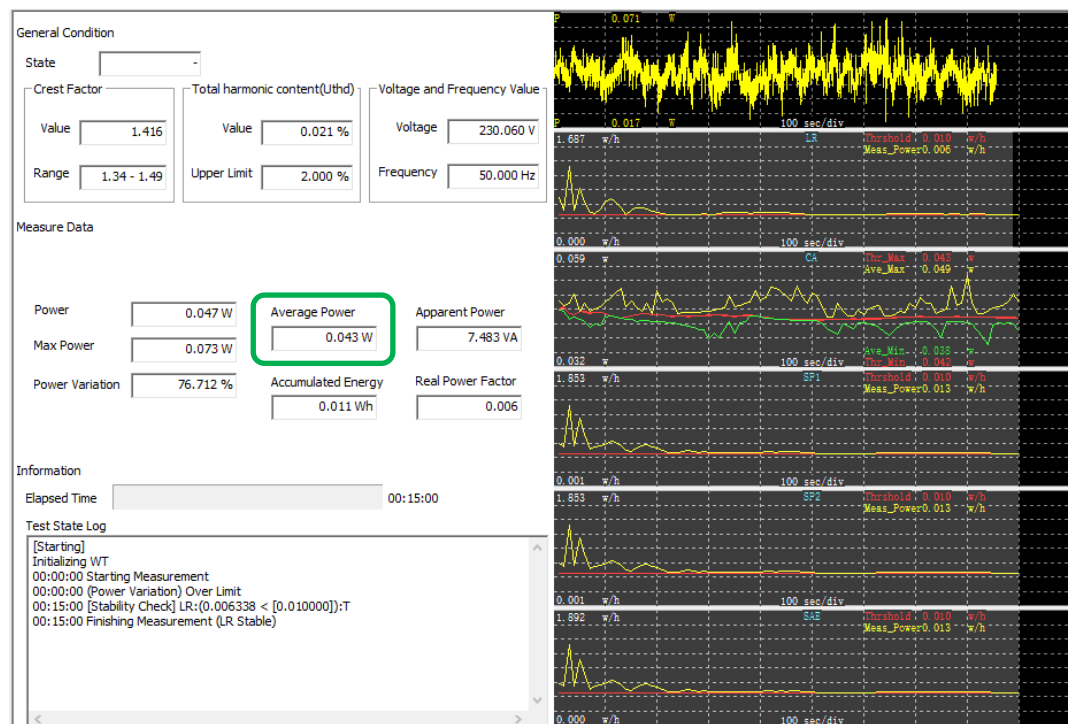 General Condition
State
-
Crest Factor
Value 1.416
Range 1.34 - 1.49
Total harmonic content(Uthd)
Value 0.021 %
Upper Limit 2.000 %
Voltage and Frequency Value
Voltage 230.060 V
Frequency 50.000 Hz
Measure Data
Power 0.047 W
Max Power 0.073 W
Power Variation 76.712 %
Average Power
0.043 W
Accumulated Energy
0.011 Wh
Apparent Power
7.483 VA
Real Power Factor
0.006
Information
Elapsed Time 00:15:00
Test State Log
[Starting]
Initializing WT
00:00:00 Starting Measurement
00:00:00 (Power Variation) Over Limit
00:15:00 [Stability Check] LR:(0.006338 < [0.010000]):T
00:15:00 Finishing Measurement (LR Stable)
P 0.071 W
P 0.017 W 100 sec/div
1.687 w/h LR Thrshold 0.010 w/h
Meas_Power0.006 w/h
0.000 w/h 100 sec/div
0.059 w CA Thr_Max 0.043 w
Ave_Max 0.049 w
Ave_Min 0.038 w
0.032 w 100 sec/div Thr_Min 0.042 w
1.853 w/h SP1 Thrshold 0.010 w/h
Meas_Power0.013 w/h
0.001 w/h 100 sec/div
1.853 w/h SP2 Thrshold 0.010 w/h
Meas_Power0.013 w/h
0.001 w/h 100 sec/div
1.892 w/h SAE Thrshold 0.010 w/h
Meas_Power0.013 w/h
0.000 w/h 100 sec/div